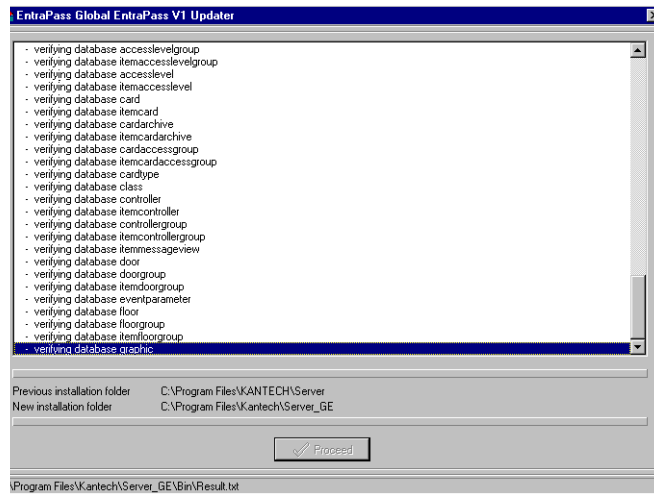 EntraPass Global EntraPass V1 Updater
- verifying database accesslevelgroup
- verifying database itemaccesslevelgroup
- verifying database accesslevel
- verifying database itemaccesslevel
- verifying database card
- verifying database itemcard
- verifying database cardarchive
- verifying database itemcardarchive
- verifying database cardaccessgroup
- verifying database itemcardaccessgroup
- verifying database cardtype
- verifying database class
- verifying database controller
- verifying database itemcontroller
- verifying database controllergroup
- verifying database itemcontrollergroup
- verifying database itemmessageview
- verifying database door
- verifying database doorgroup
- verifying database itemdoorgroup
- verifying database eventparameter
- verifying database floor
- verifying database floorgroup
- verifying database itemfloorgroup
- verifying database graphic
Previous installation folder C:\Program Files\KANTECH\Server
New installation folder C:\Program Files\Kantech\Server_GE
Proceed
\Program Files\Kantech\Server_GE\Bin\Result.txt